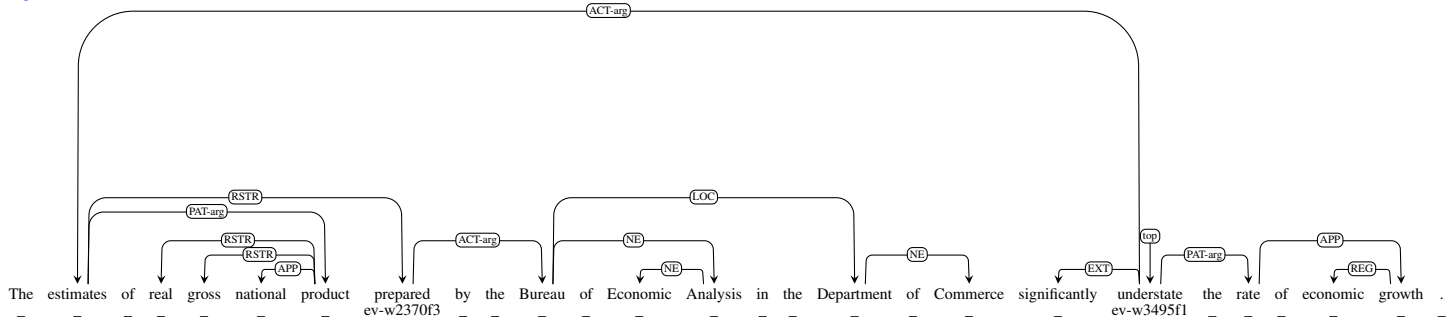 ACT-arg
RSTR LOC
PAT-arg
top
RSTR ACT-arg NE APP
RSTR NE PAT-arg
APP NE EXT REG
The estimates of real gross national product prepared by the Bureau of Economic Analysis in the Department of Commerce significantly understate the rate of economic growth .
ev-w2370f3 ev-w3495f1
_ _ _ _ _ _ _ _ _ _ _ _ _ _ _ _ _ _ _ _ _ _ _ _ _